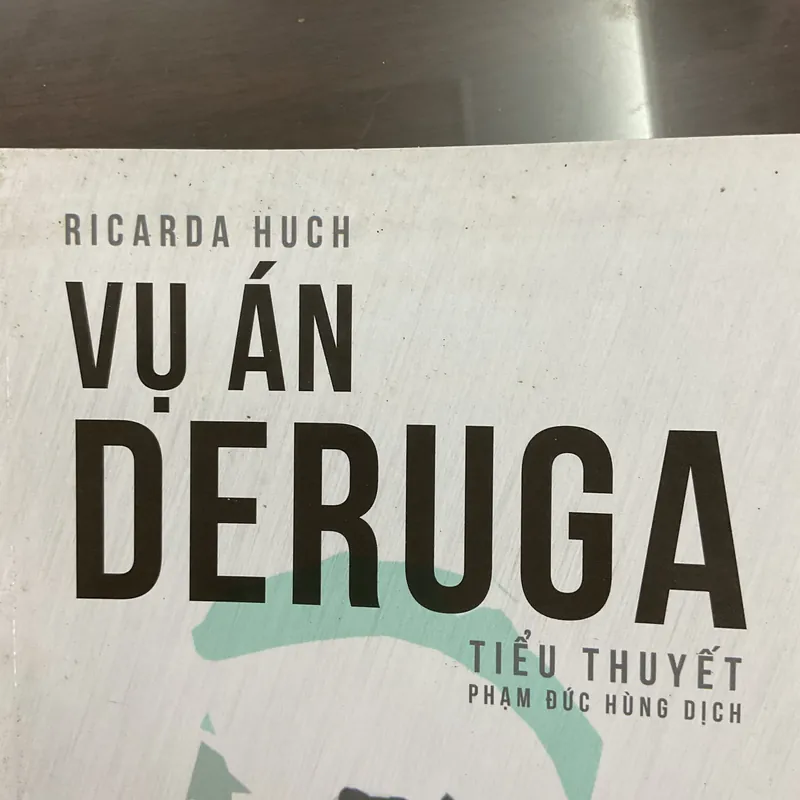 RICARDA HUCH
VỤ ÁN
DERUGA
TIỂU THUYẾT
PHẠM ĐỨC HÙNG DỊCH